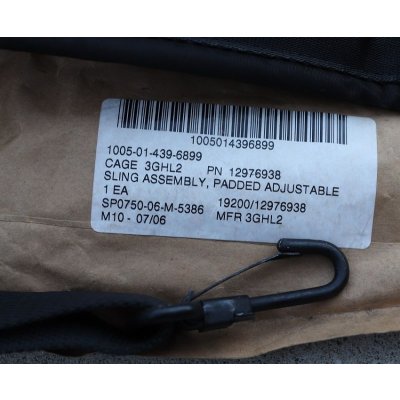 1005014396899
1005-01-439-6899
CAGE 3GHL2 PN 12976938
SLING ASSEMBLY, PADDED ADJUSTABLE
1 EA
SP0750-06-M-5386 19200/12976938
M10 - 07/06 MFR 3GHL2